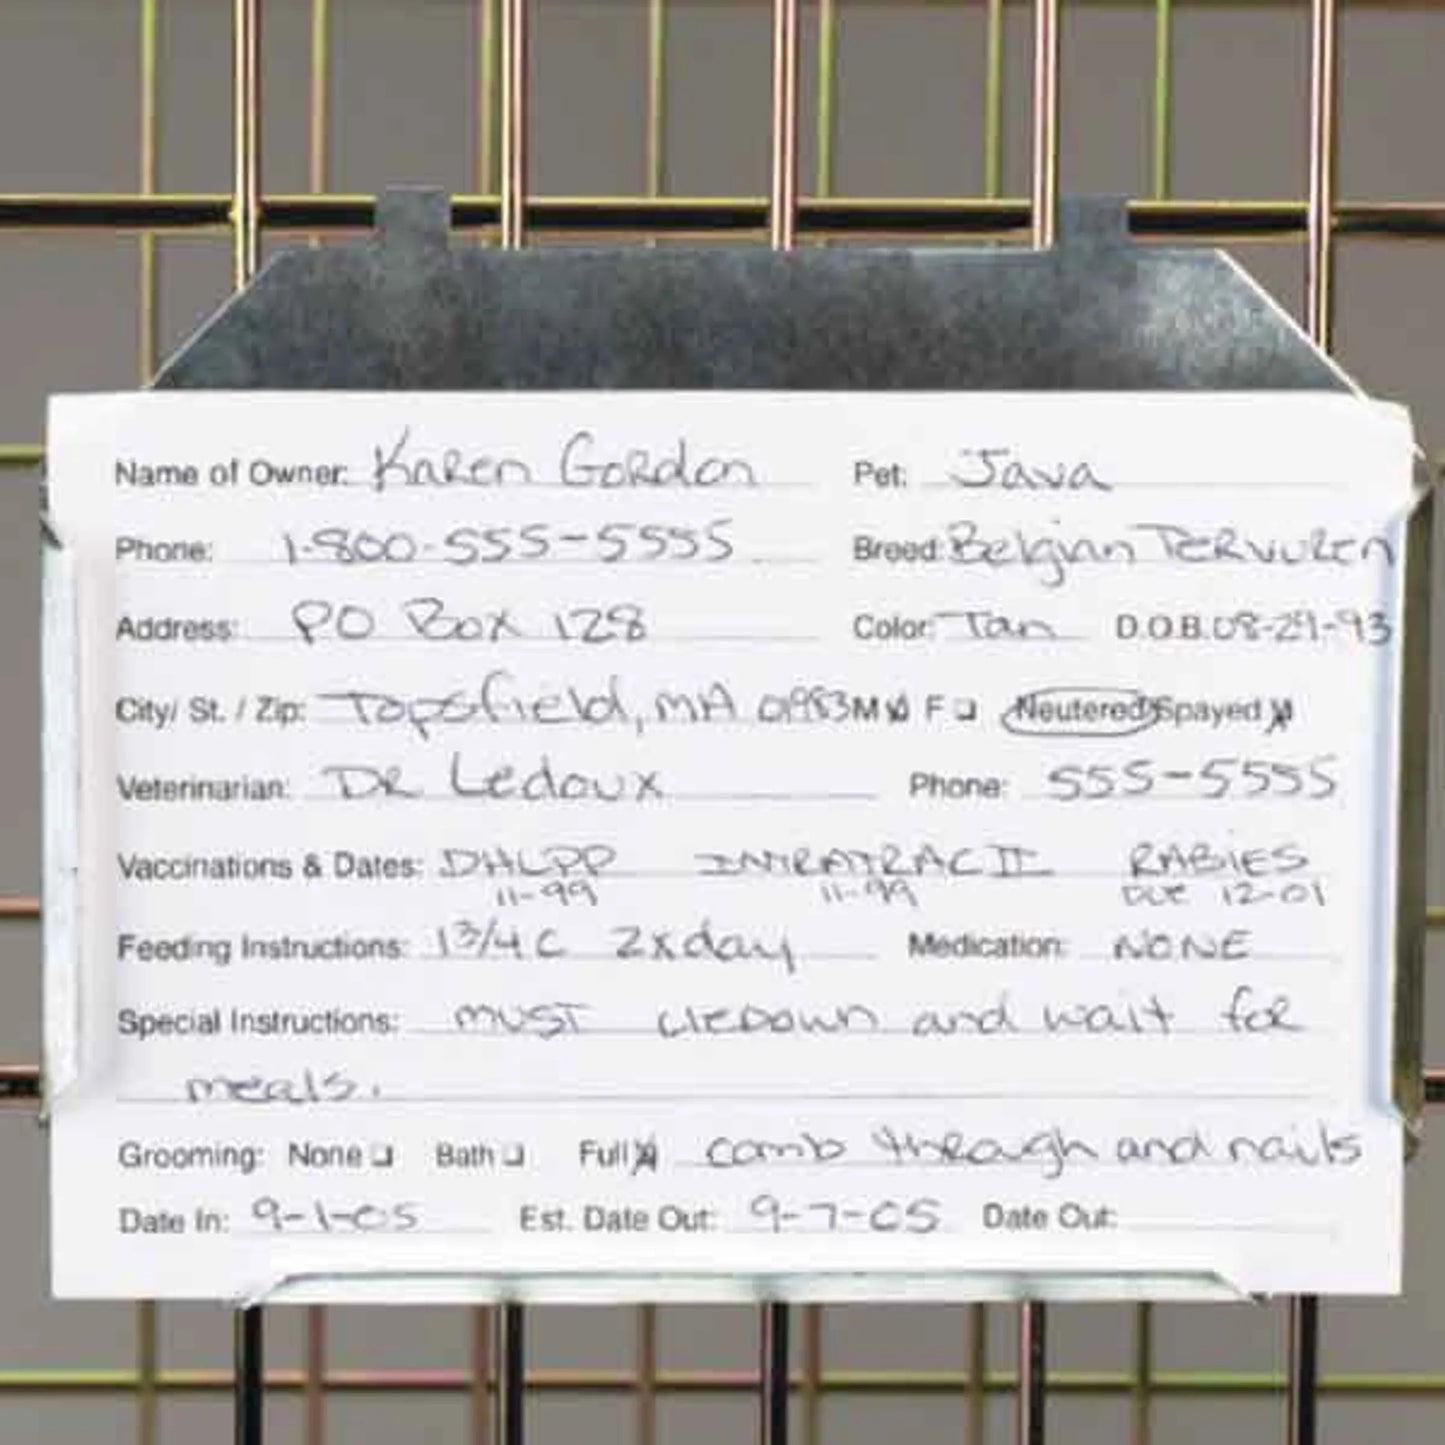 Name of Owner: Karen Gordon Pet: Java
Phone: 1-800-555-5555 Breed: Belgian Tervuren
Address: PO Box 128 Color: Tan D.O.B. 08-29-93
City/ St. / Zip: Topsfield, MA 01983 M F Neutered Spayed
Veterinarian: DR Ledoux Phone: 555-5555
Vaccinations & Dates: DHLPP INTRATRAC II RABIES
11-99 11-99 DUE 12-01
Feeding Instructions: 1 3/4 C 2x day Medication: NONE
Special Instructions: must liedown and wait for
meals.
Grooming: None Bath Full comb through and nails
Date In: 9-1-05 Est. Date Out: 9-7-05 Date Out: